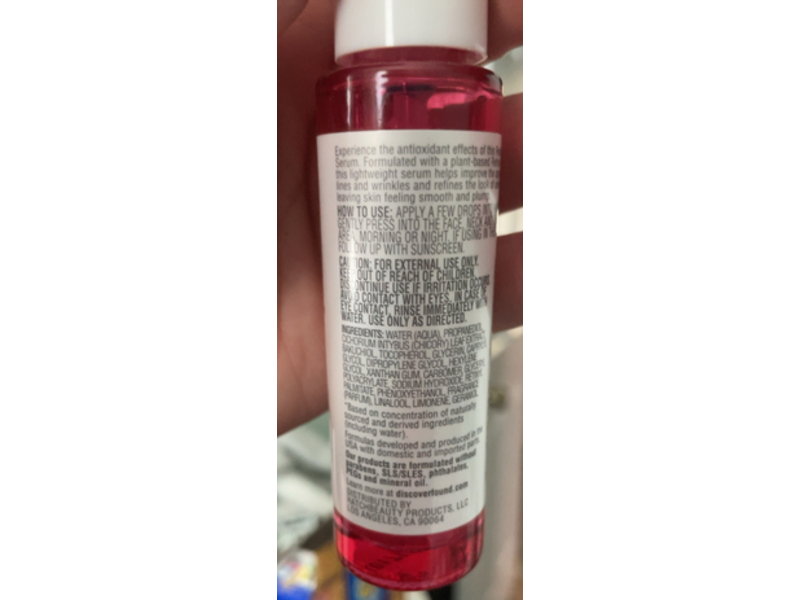 Experience the antioxidant effects of this
Serum. Formulated with a plant-based
this lightweight serum helps improve the
lines and wrinkles and refines the look of
leaving skin feeling smooth and plump.
HOW TO USE: APPLY A FEW DROPS
GENTLY PRESS INTO THE FACE, NECK
AREA, MORNING OR NIGHT. IF USING IN
FOLLOW UP WITH SUNSCREEN.
CAUTION: FOR EXTERNAL USE ONLY.
KEEP OUT OF REACH OF CHILDREN.
DISCONTINUE USE IF IRRITATION OCCURS.
AVOID CONTACT WITH EYES. IN CASE OF
EYE CONTACT, RINSE IMMEDIATELY WITH
WATER. USE ONLY AS DIRECTED.
INGREDIENTS: WATER (AQUA), PROPANEDIOL,
CICHORIUM INTYBUS (CHICORY) LEAF EXTRACT,
BAKUCHIOL, TOCOPHEROL, GLYCERIN, CAPRYLYL
GLYCOL, DIPROPYLENE GLYCOL, HEXYLENE
GLYCOL, XANTHAN GUM, CARBOMER, GLYCERYL
POLYACRYLATE, SODIUM HYDROXIDE, RETINYL
PALMITATE, PHENOXYETHANOL, FRAGRANCE
(PARFUM), LINALOOL, LIMONENE, GERANIOL
*Based on concentration of naturally
sourced and derived ingredients
(including water).
Formulas developed and produced in the
USA with domestic and imported parts.
Our products are formulated without
parabens, SLS/SLES, phthalates,
PEGs and mineral oil.
Learn more at discoverfound.com
DISTRIBUTED BY
HATCHBEAUTY PRODUCTS, LLC
LOS ANGELES, CA 90064